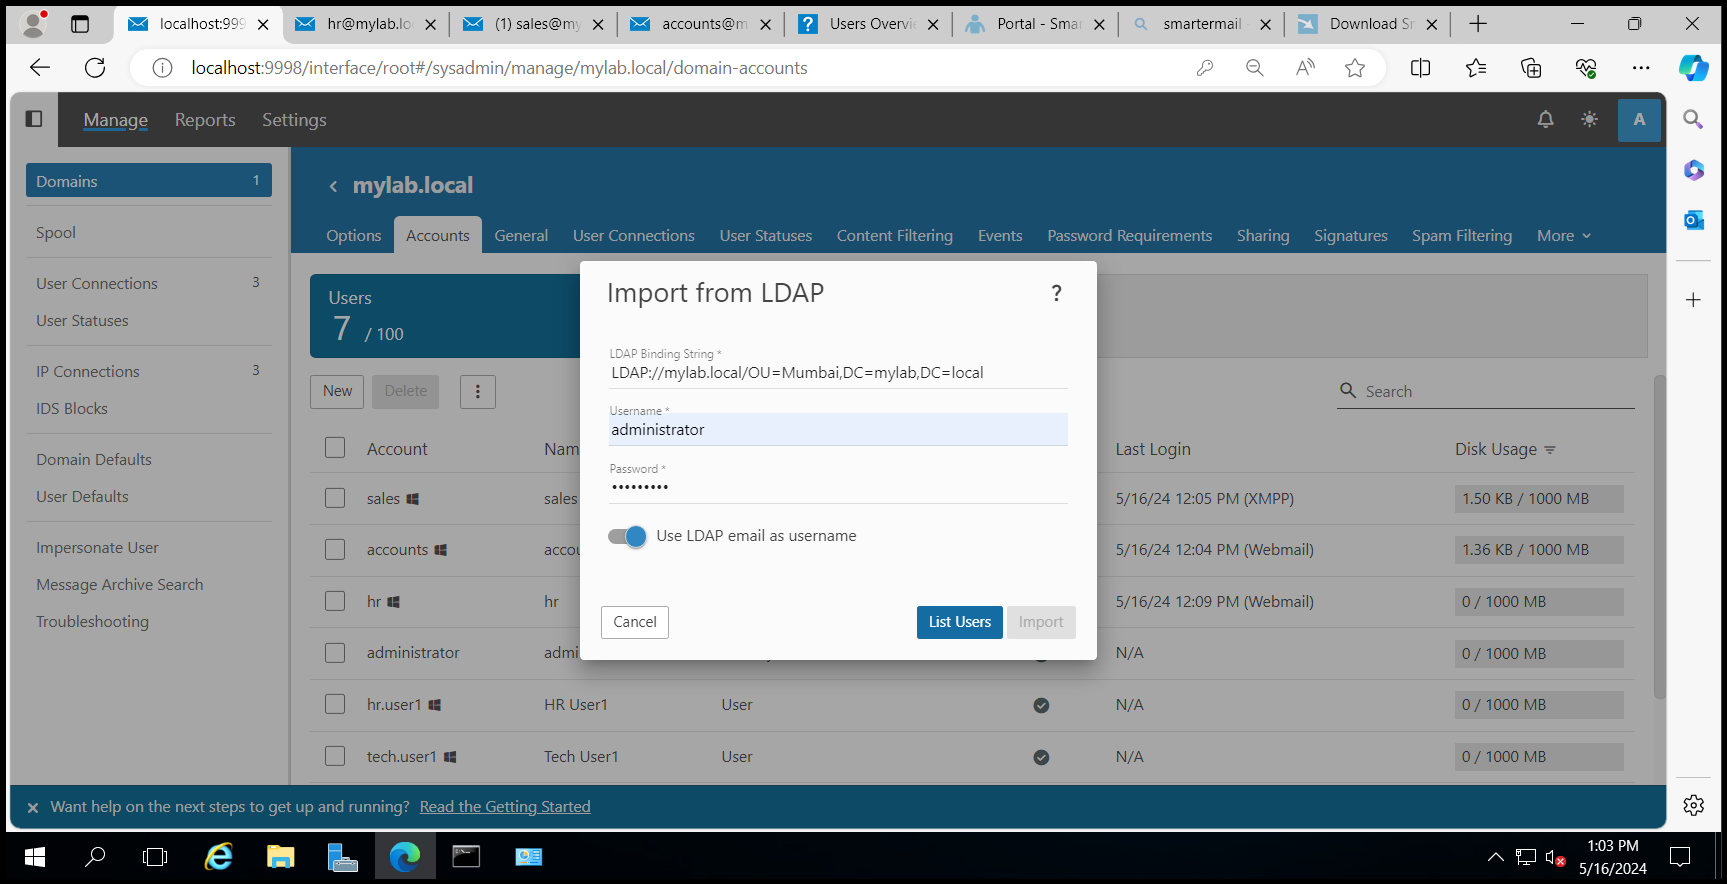 localhost:999
hr@mylab.lo
(1) sales@my
accounts@m
Users Overvi
Portal - Smar
smartermail
Download Sm
localhost:9998/interface/root#/sysadmin/manage/mylab.local/domain-accounts
Manage
Reports
Settings
A
Domains 1
Spool
User Connections 3
User Statuses
IP Connections 3
IDS Blocks
Domain Defaults
User Defaults
Impersonate User
Message Archive Search
Troubleshooting
mylab.local
Options
Accounts
General
User Connections
User Statuses
Content Filtering
Events
Password Requirements
Sharing
Signatures
Spam Filtering
More
Users
7 / 100
New
Delete
Search
Account Nam Last Login Disk Usage
sales sales 5/16/24 12:05 PM (XMPP) 1.50 KB / 1000 MB
accounts accou 5/16/24 12:04 PM (Webmail) 1.36 KB / 1000 MB
hr hr 5/16/24 12:09 PM (Webmail) 0 / 1000 MB
administrator admi N/A 0 / 1000 MB
hr.user1 HR User1 User N/A 0 / 1000 MB
tech.user1 Tech User1 User N/A 0 / 1000 MB
Import from LDAP ?
LDAP Binding String *
LDAP://mylab.local/OU=Mumbai,DC=mylab,DC=local
Username *
administrator
Password *
•••••••••
Use LDAP email as username
Cancel
List Users
Import
Want help on the next steps to get up and running? Read the Getting Started
1:03 PM
5/16/2024